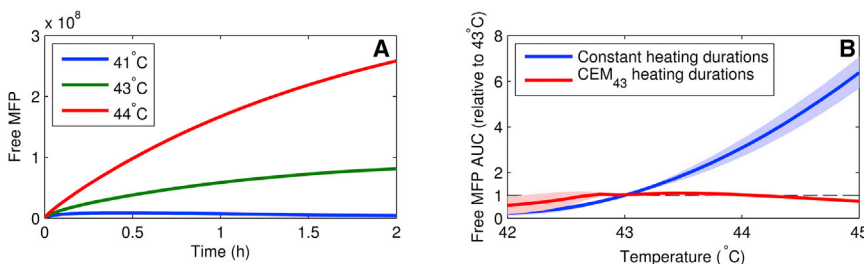 x 10⁸
A
3
2
1
0
Free MFP
41°C
43°C
44°C
0
0.5
1
1.5
2
Time (h)
B
8
6
4
2
1
0
Free MFP AUC (relative to 43°C)
Constant heating durations
CEM₄₃ heating durations
42
43
44
45
Temperature (°C)